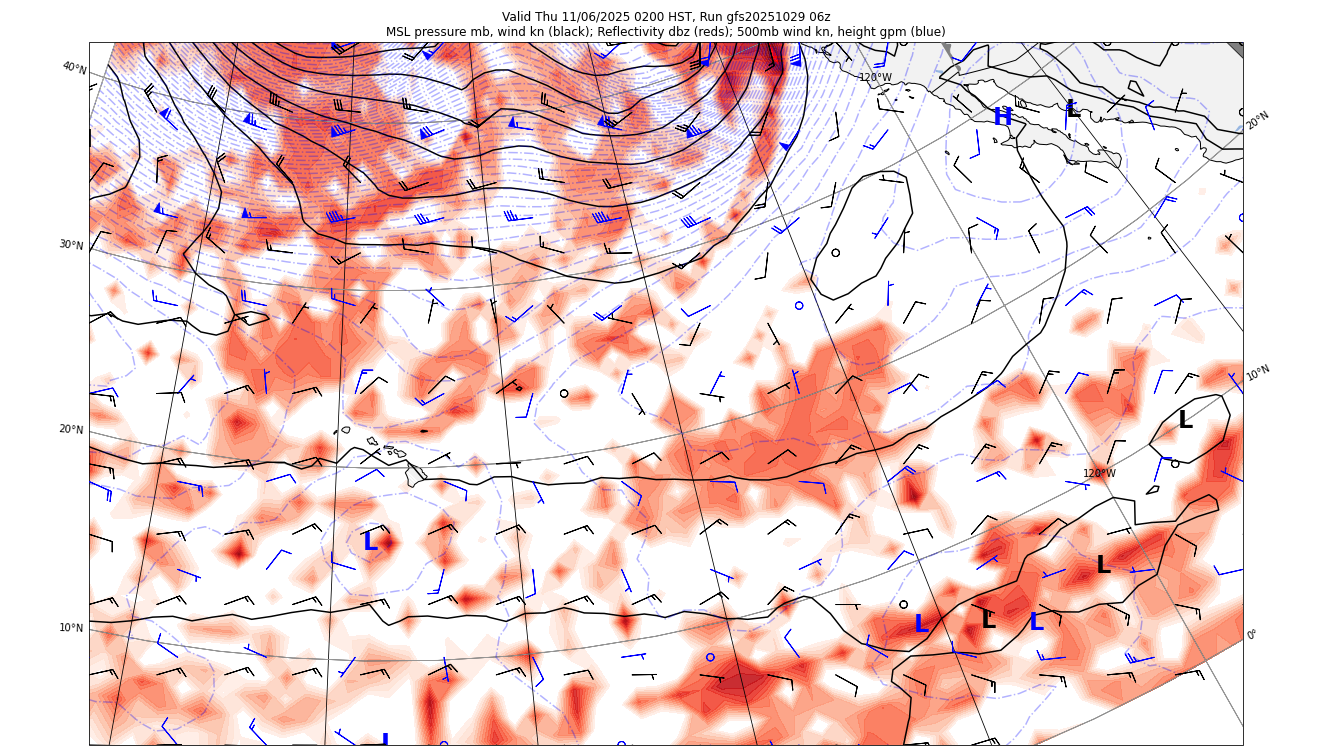 Valid Thu 11/06/2025 0200 HST, Run gfs20251029 06z
MSL pressure mb, wind kn (black); Reflectivity dbz (reds); 500mb wind kn, height gpm (blue)
40°N
120°W
20°N
H
L
30°N
10°N
20°N
L
120°W
L
L
10°N
L
L
L
0°
L